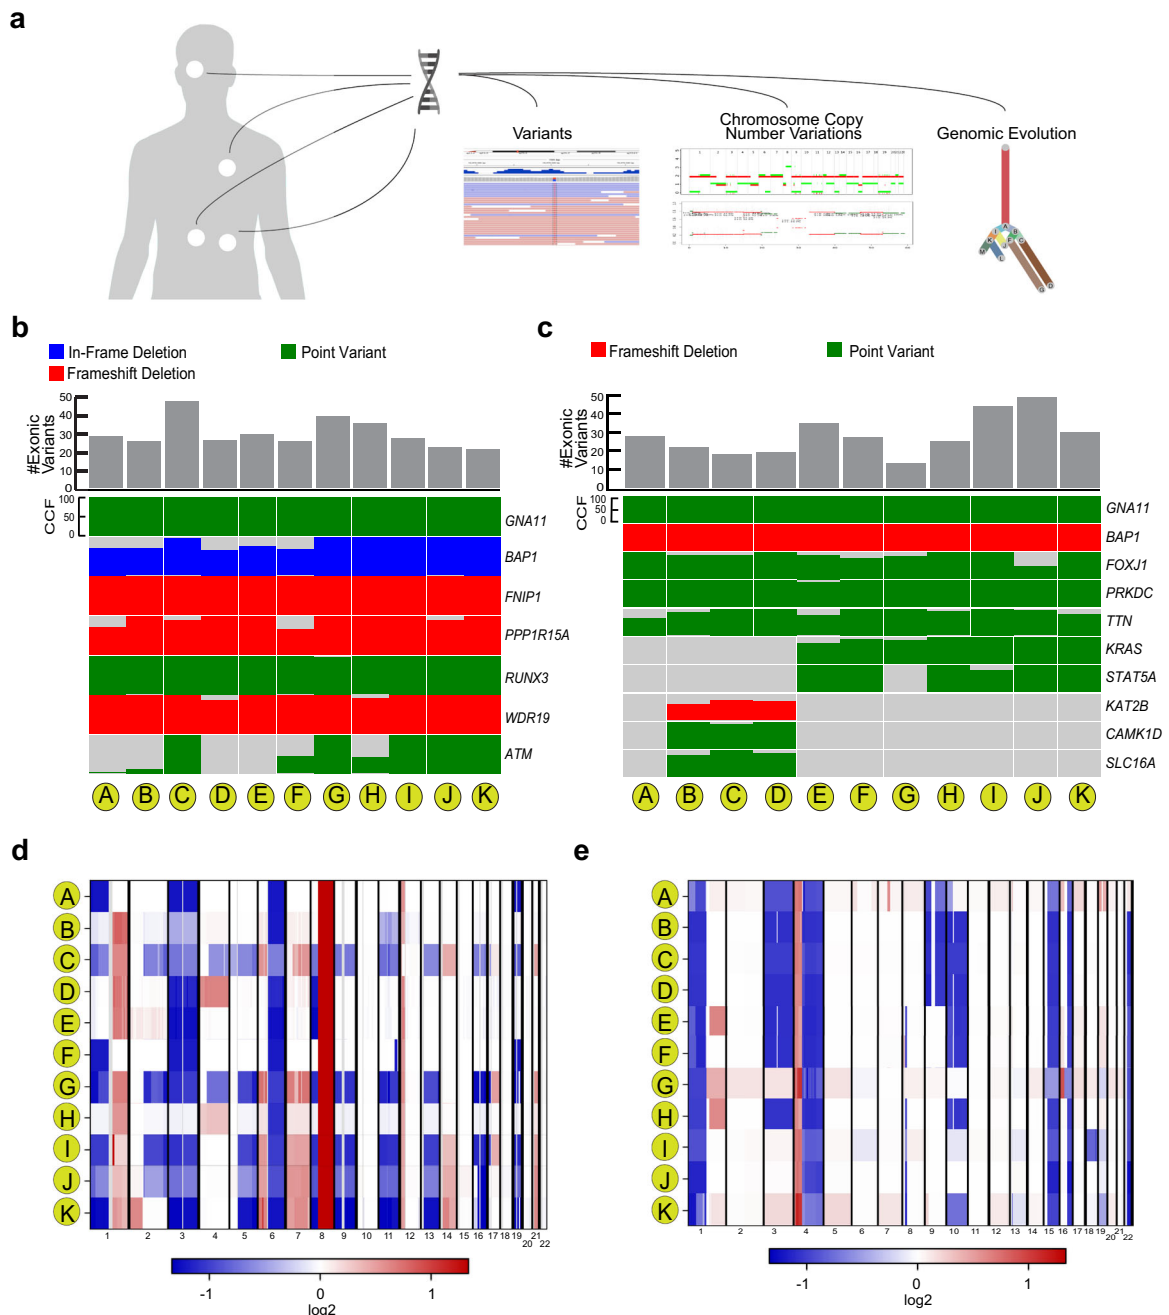 a
Variants
Chromosome Copy
Number Variations
Genomic Evolution
b
In-Frame Deletion
Point Variant
Frameshift Deletion
#Exonic
Variants
50
40
30
20
10
0
CCF
100
50
0
GNA11
BAP1
FNIP1
PPP1R15A
RUNX3
WDR19
ATM
A B C D E F G H I J K
c
Frameshift Deletion
Point Variant
#Exonic
Variants
50
40
30
20
10
0
CCF
100
50
0
GNA11
BAP1
FOXJ1
PRKDC
TTN
KRAS
STAT5A
KAT2B
CAMK1D
SLC16A
A B C D E F G H I J K
d
A
B
C
D
E
F
G
H
I
J
K
1 2 3 4 5 6 7 8 9 10 11 12 13 14 15 16 17 18 19 20 21 22
-1 0 1
log2
e
A
B
C
D
E
F
G
H
I
J
K
1 2 3 4 5 6 7 8 9 10 11 12 13 14 15 16 17 18 19 20 21 22
-1 0 1
log2